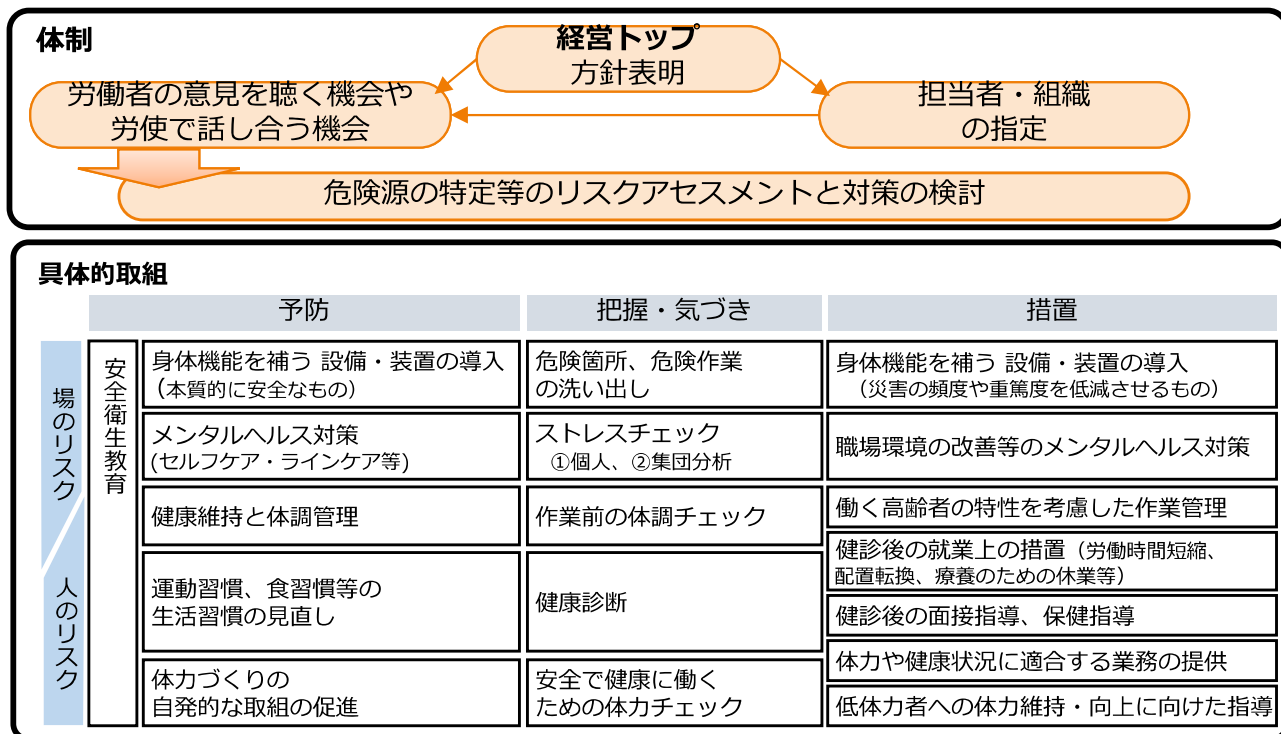 体制
経営トップ
方針表明
労働者の意見を聴く機会や
労使で話し合う機会
担当者・組織
の指定
危険源の特定等のリスクアセスメントと対策の検討
具体的取組
予防
把握・気づき
措置
場のリスク
人のリスク
安全衛生教育
身体機能を補う 設備・装置の導入
（本質的に安全なもの）
危険箇所、危険作業
の洗い出し
身体機能を補う 設備・装置の導入
（災害の頻度や重篤度を低減させるもの）
メンタルヘルス対策
(セルフケア・ラインケア等)
ストレスチェック
①個人、②集団分析
職場環境の改善等のメンタルヘルス対策
健康維持と体調管理
作業前の体調チェック
働く高齢者の特性を考慮した作業管理
運動習慣、食習慣等の
生活習慣の見直し
健康診断
健診後の就業上の措置（労働時間短縮、
配置転換、療養のための休業等）
健診後の面接指導、保健指導
体力づくりの
自発的な取組の促進
安全で健康に働く
ための体力チェック
体力や健康状況に適合する業務の提供
低体力者への体力維持・向上に向けた指導